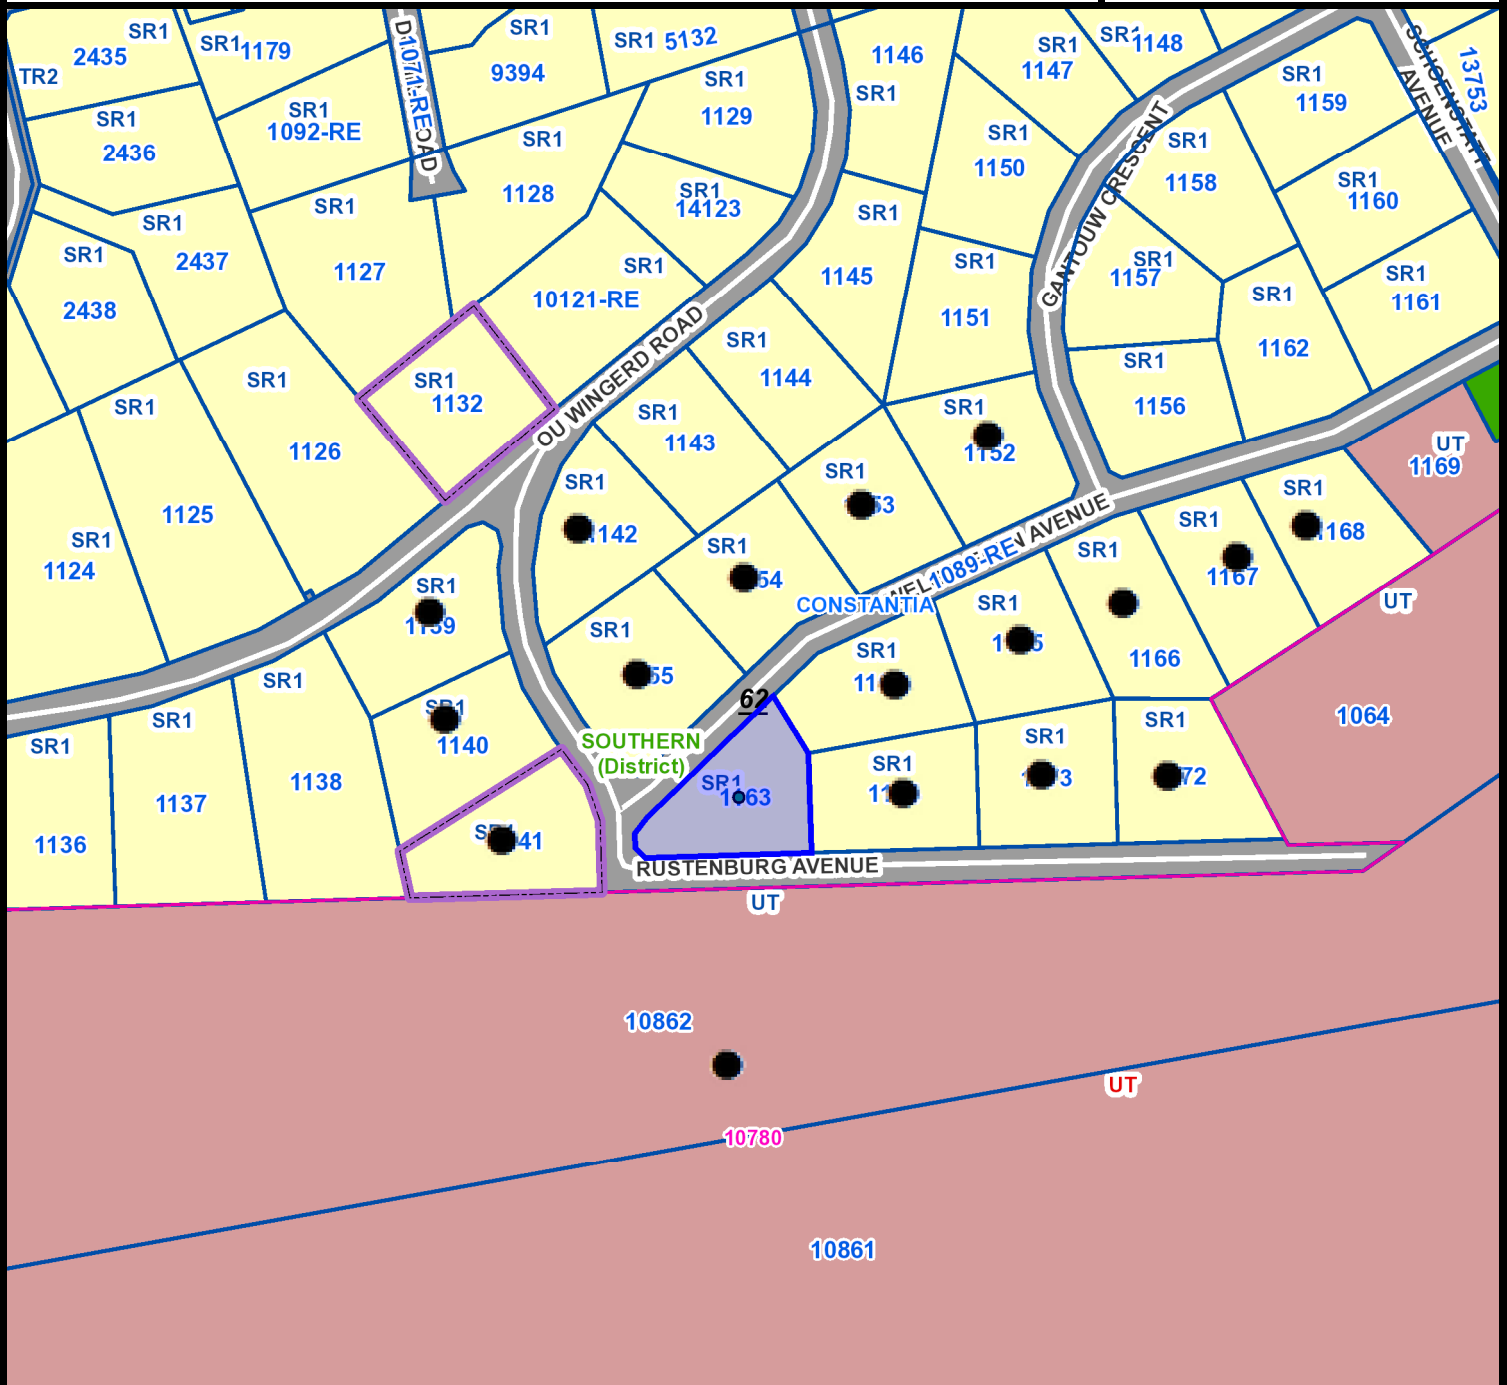 SR1
2435
TR2
SR1
1179
1071-RE
ROAD
SR1
9394
SR1
5132
SR1
1129
1146
SR1
SR1
1147
SR1
1148
SR1
1159
SCHOENSTATT
AVENUE
13753
SR1
2436
SR1
1092-RE
SR1
1128
SR1
14123
SR1
1150
GANTOUW CRESCENT
SR1
1158
SR1
1160
SR1
2437
SR1
1127
SR1
10121-RE
SR1
1145
SR1
1151
SR1
1157
SR1
1162
SR1
1161
SR1
2438
SR1
1126
SR1
1132
OU WINGERD ROAD
SR1
1144
SR1
1143
SR1
1156
SR1
1152
UT
1169
SR1
1125
SR1
1124
SR1
1142
SR1
SR1
AVENUE
1089-RE
CONSTANTIA
SR1
1166
SR1
1167
SR1
1168
UT
SR1
SR1
SR1
SR1
SR1
1140
62
1064
SR1
1136
SR1
1137
SR1
1138
SOUTHERN
(District)
SR1
SR1
SR1
SR1
RUSTENBURG AVENUE
UT
10862
UT
10780
10861